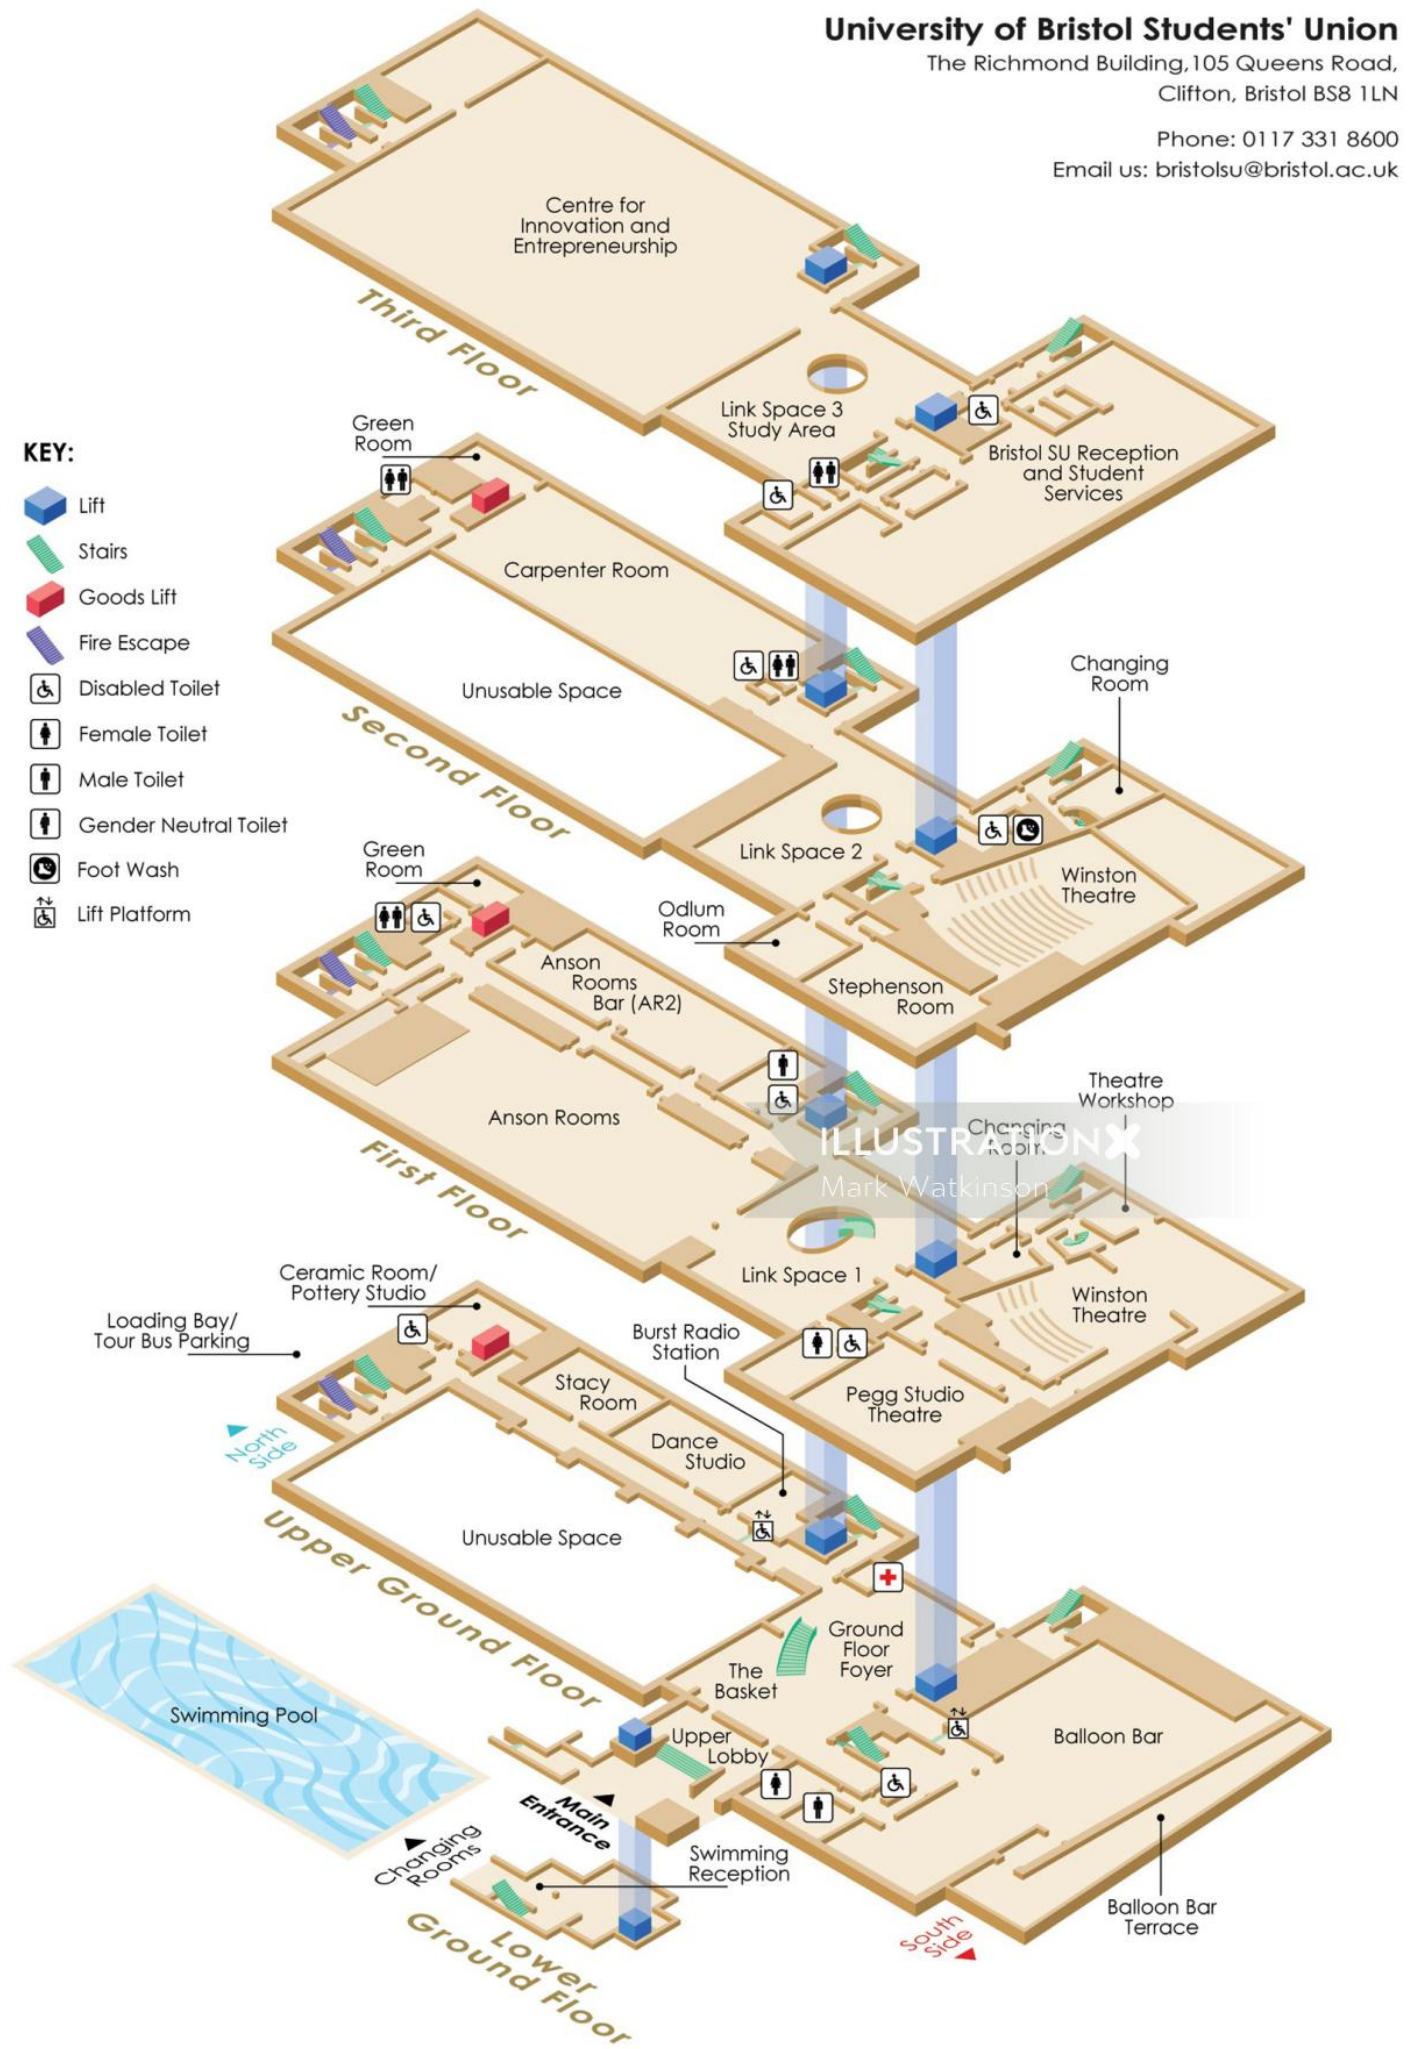 University of Bristol Students' Union
The Richmond Building,105 Queens Road,
Clifton, Bristol BS8 1LN
Phone: 0117 331 8600
Email us: bristolsu@bristol.ac.uk
Centre for
Innovation and
Entrepreneurship
Third Floor
Link Space 3
Study Area
Bristol SU Reception
and Student
Services
KEY:
Lift
Stairs
Goods Lift
Fire Escape
Disabled Toilet
Female Toilet
Male Toilet
Gender Neutral Toilet
Foot Wash
Lift Platform
Green
Room
Carpenter Room
Unusable Space
Second Floor
Changing
Room
Link Space 2
Winston
Theatre
Odlum
Room
Stephenson
Room
Green
Room
Anson
Rooms
Bar (AR2)
Anson Rooms
First Floor
Theatre
Workshop
Changing
Room
ILLUSTRATIONX
Mark Watkinson
Link Space 1
Winston
Theatre
Pegg Studio
Theatre
Ceramic Room/
Pottery Studio
Loading Bay/
Tour Bus Parking
Burst Radio
Station
Stacy
Room
Dance
Studio
North
Side
Unusable Space
Upper Ground Floor
Ground
Floor
Foyer
The
Basket
Swimming Pool
Upper
Lobby
Balloon Bar
Main
Entrance
Changing
Rooms
Swimming
Reception
Balloon Bar
Terrace
South
Side
Lower
Ground Floor